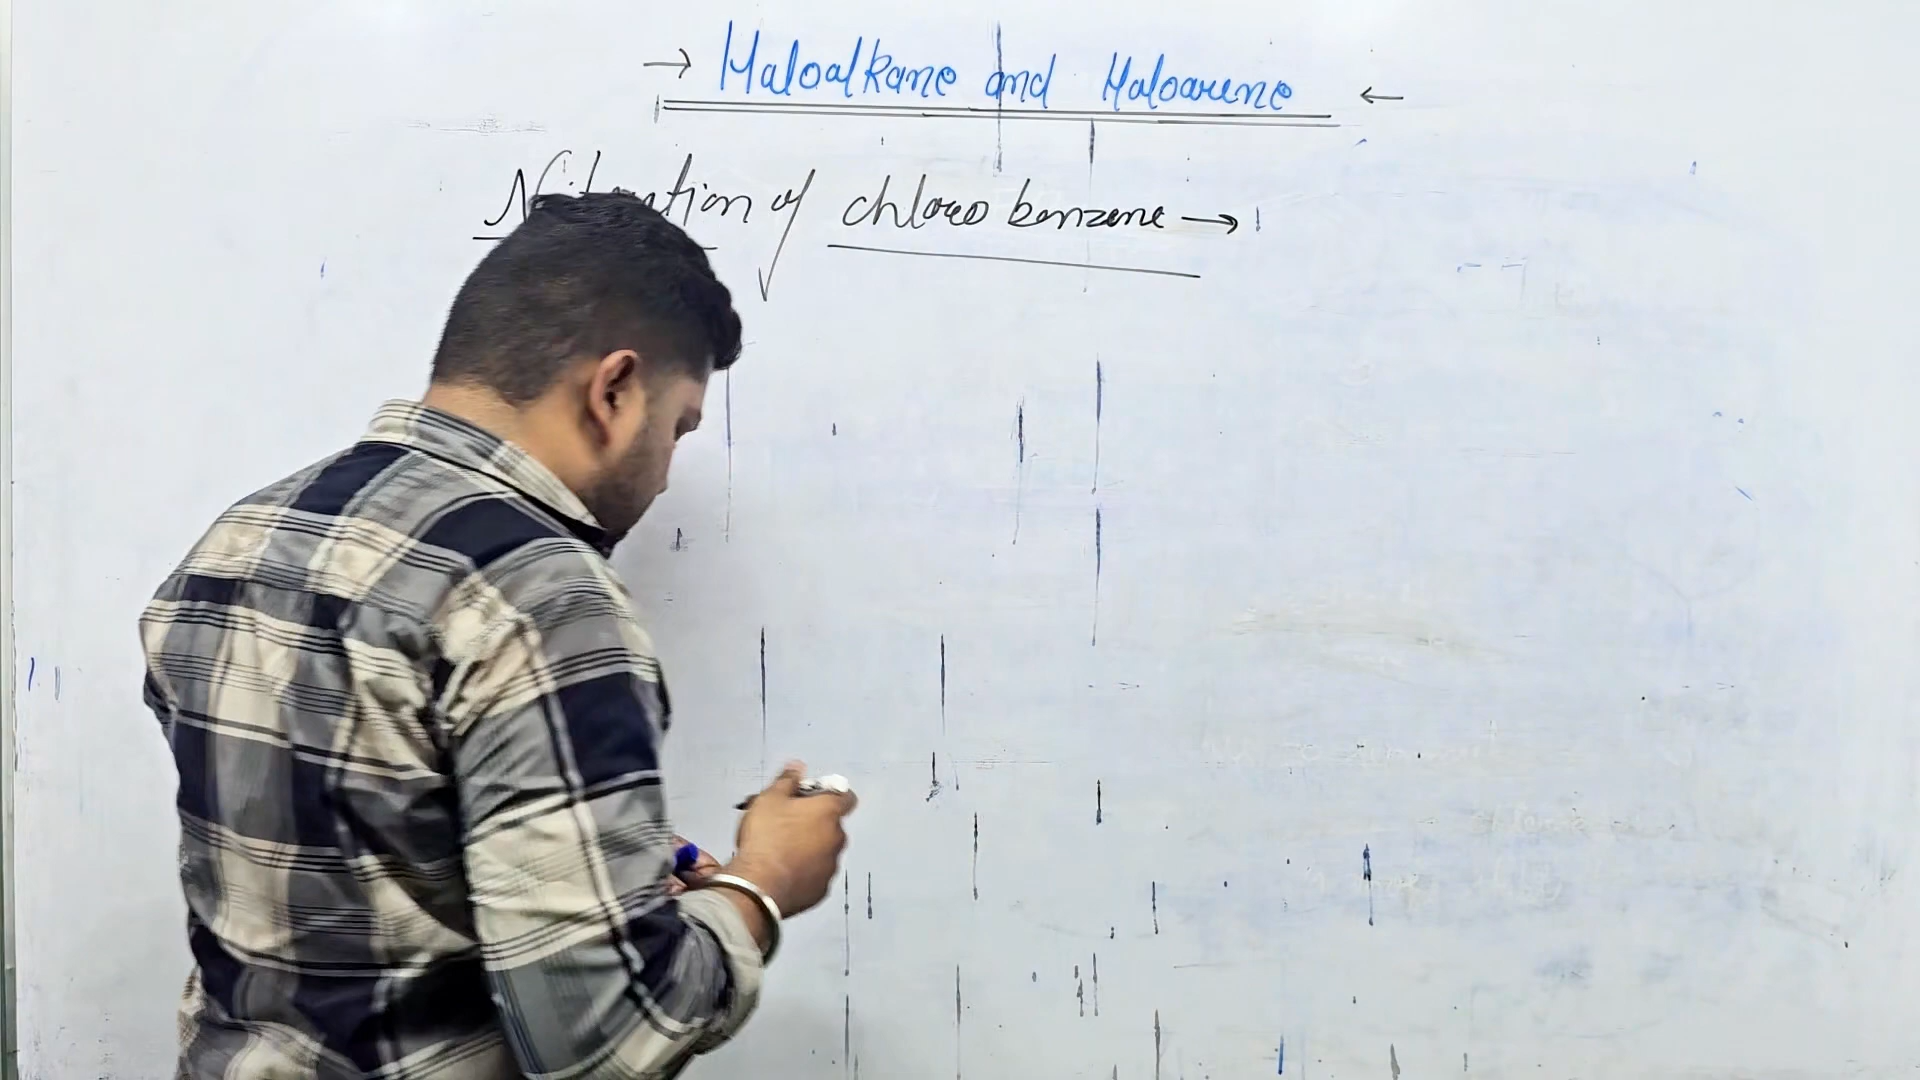 → Haloalkane and Haloarene ←
Nitration of chloro benzene →